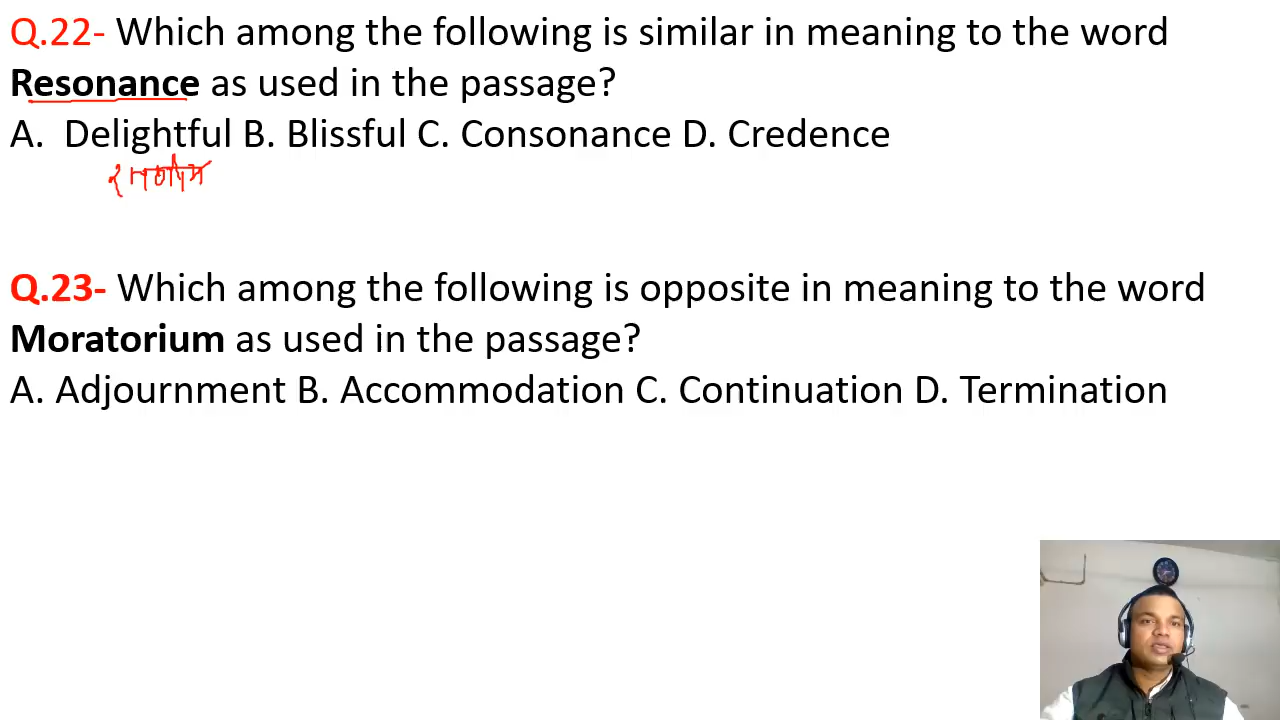 Q.22- Which among the following is similar in meaning to the word
Resonance as used in the passage?
A. Delightful B. Blissful C. Consonance D. Credence
Q.23- Which among the following is opposite in meaning to the word
Moratorium as used in the passage?
A. Adjournment B. Accommodation C. Continuation D. Termination